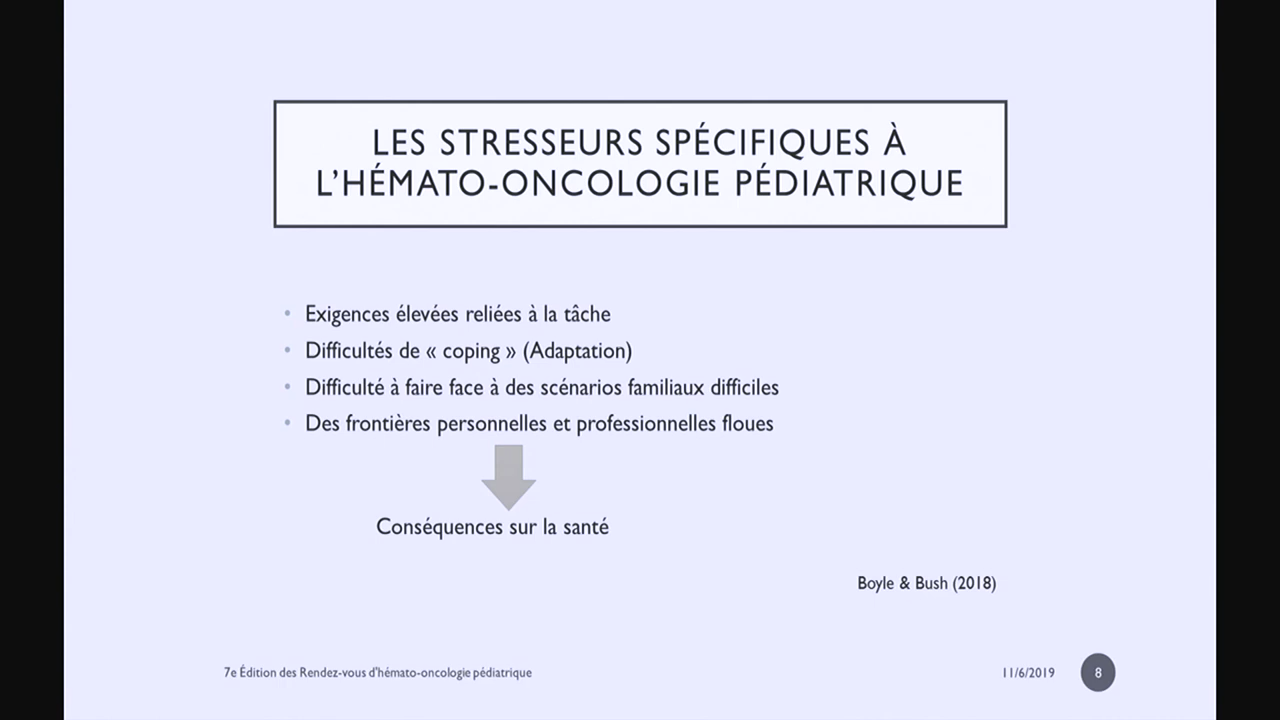 LES STRESSEURS SPÉCIFIQUES À
L’HÉMATO-ONCOLOGIE PÉDIATRIQUE
• Exigences élevées reliées à la tâche
• Difficultés de « coping » (Adaptation)
• Difficulté à faire face à des scénarios familiaux difficiles
• Des frontières personnelles et professionnelles floues
Conséquences sur la santé
Boyle & Bush (2018)
7e Édition des Rendez-vous d'hémato-oncologie pédiatrique
11/6/2019
8